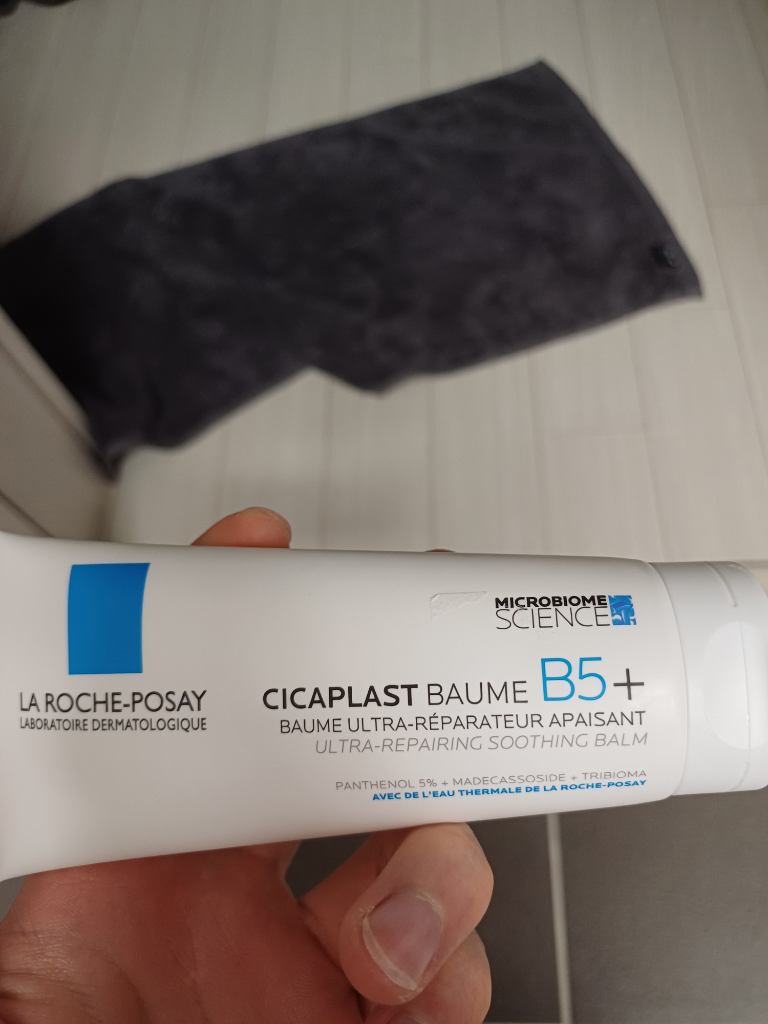 MICROBIOME
SCIENCE
LA ROCHE-POSAY
LABORATOIRE DERMATOLOGIQUE
CICAPLAST BAUME B5+
BAUME ULTRA-RÉPARATEUR APAISANT
ULTRA-REPAIRING SOOTHING BALM
PANTHENOL 5% + MADECASSOSIDE + TRIBIOMA
AVEC DE L'EAU THERMALE DE LA ROCHE-POSAY